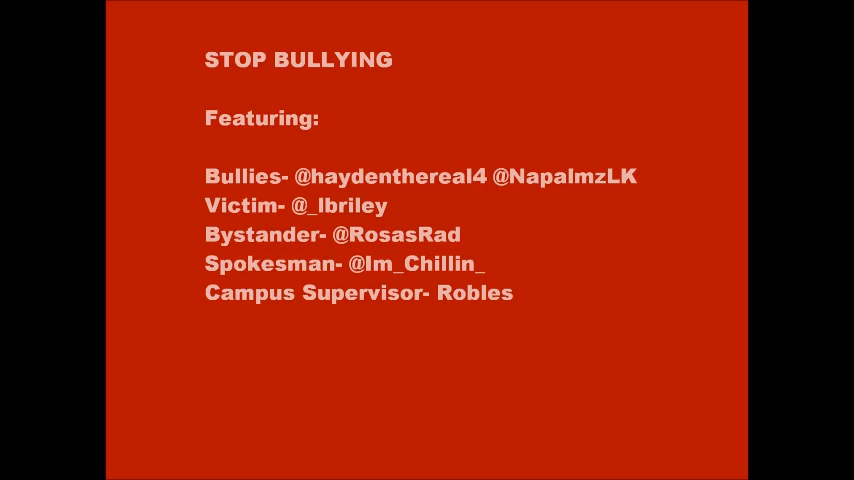 STOP BULLYING
Featuring:
Bullies- @haydenthereal4 @NapalmzLK
Victim- @_lbriley
Bystander- @RosasRad
Spokesman- @Im_Chillin_
Campus Supervisor- Robles